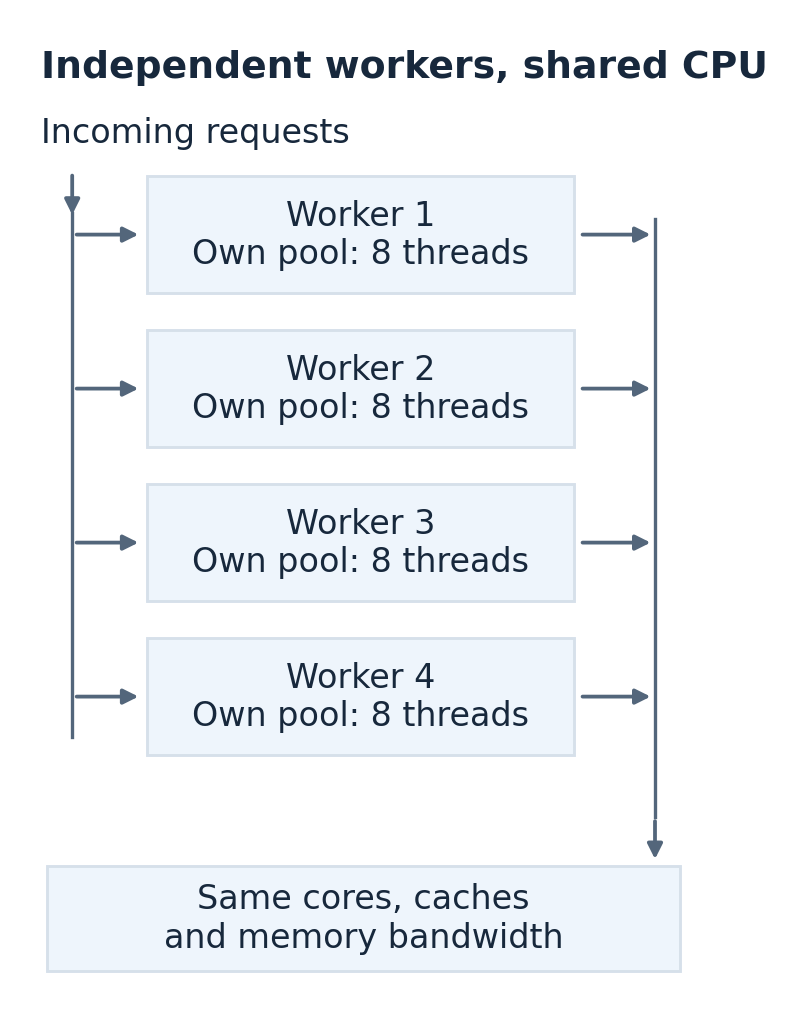 Independent workers, shared CPU
Incoming requests
Worker 1
Own pool: 8 threads
Worker 2
Own pool: 8 threads
Worker 3
Own pool: 8 threads
Worker 4
Own pool: 8 threads
Same cores, caches
and memory bandwidth